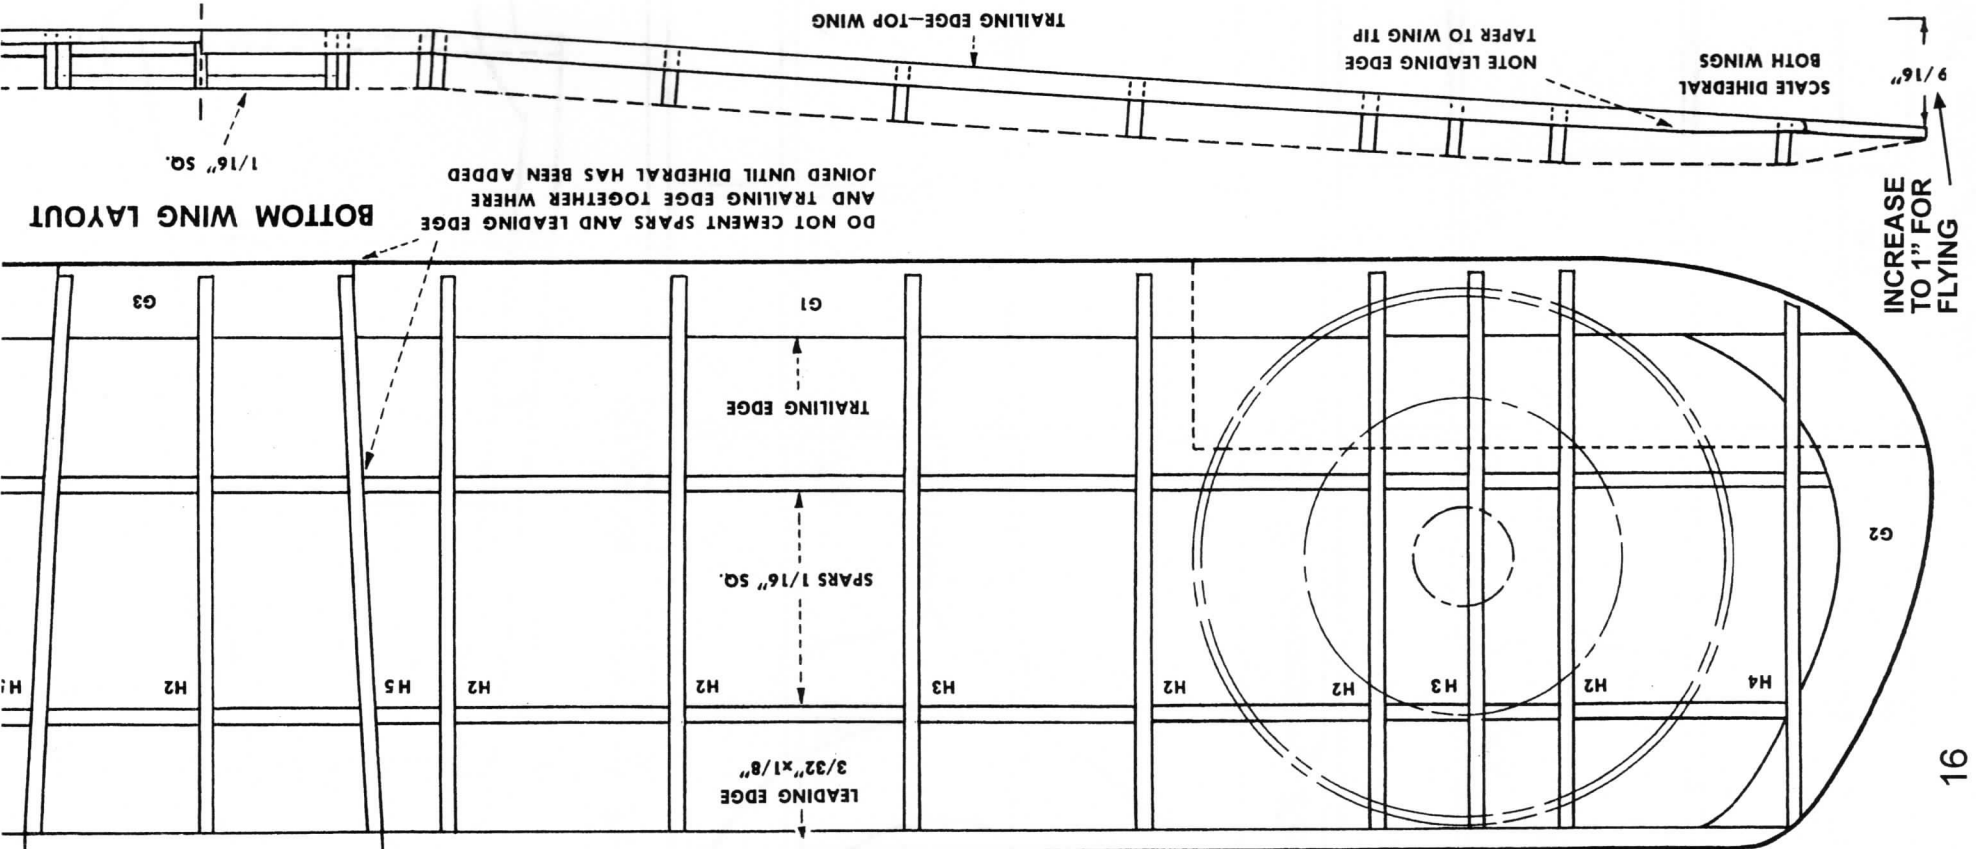 16
LEADING EDGE
3/32"x1/8"
H4
H2
H3
H2
H2
H3
H2
H2
H5
H2
SPARS 1/16" SQ.
G2
TRAILING EDGE
G1
G3
INCREASE
TO 1" FOR
FLYING
DO NOT CEMENT SPARS AND LEADING EDGE
AND TRAILING EDGE TOGETHER WHERE
JOINED UNTIL DIHEDRAL HAS BEEN ADDED
BOTTOM WING LAYOUT
1/16" SQ.
9/16"
SCALE DIHEDRAL
BOTH WINGS
NOTE LEADING EDGE
TAPER TO WING TIP
TRAILING EDGE—TOP WING